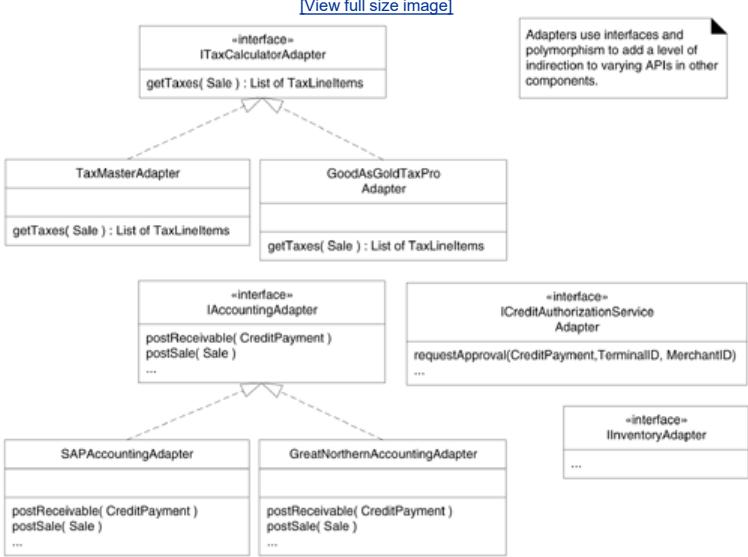 [View full size image]
«interface»
ITaxCalculatorAdapter
getTaxes( Sale ) : List of TaxLineItems
Adapters use interfaces and
polymorphism to add a level of
indirection to varying APIs in other
components.
TaxMasterAdapter
getTaxes( Sale ) : List of TaxLineItems
GoodAsGoldTaxPro
Adapter
getTaxes( Sale ) : List of TaxLineItems
«interface»
IAccountingAdapter
postReceivable( CreditPayment )
postSale( Sale )
...
«interface»
ICreditAuthorizationService
Adapter
requestApproval(CreditPayment,TerminalID, MerchantID)
...
«interface»
IInventoryAdapter
...
SAPAccountingAdapter
postReceivable( CreditPayment )
postSale( Sale )
...
GreatNorthernAccountingAdapter
postReceivable( CreditPayment )
postSale( Sale )
...